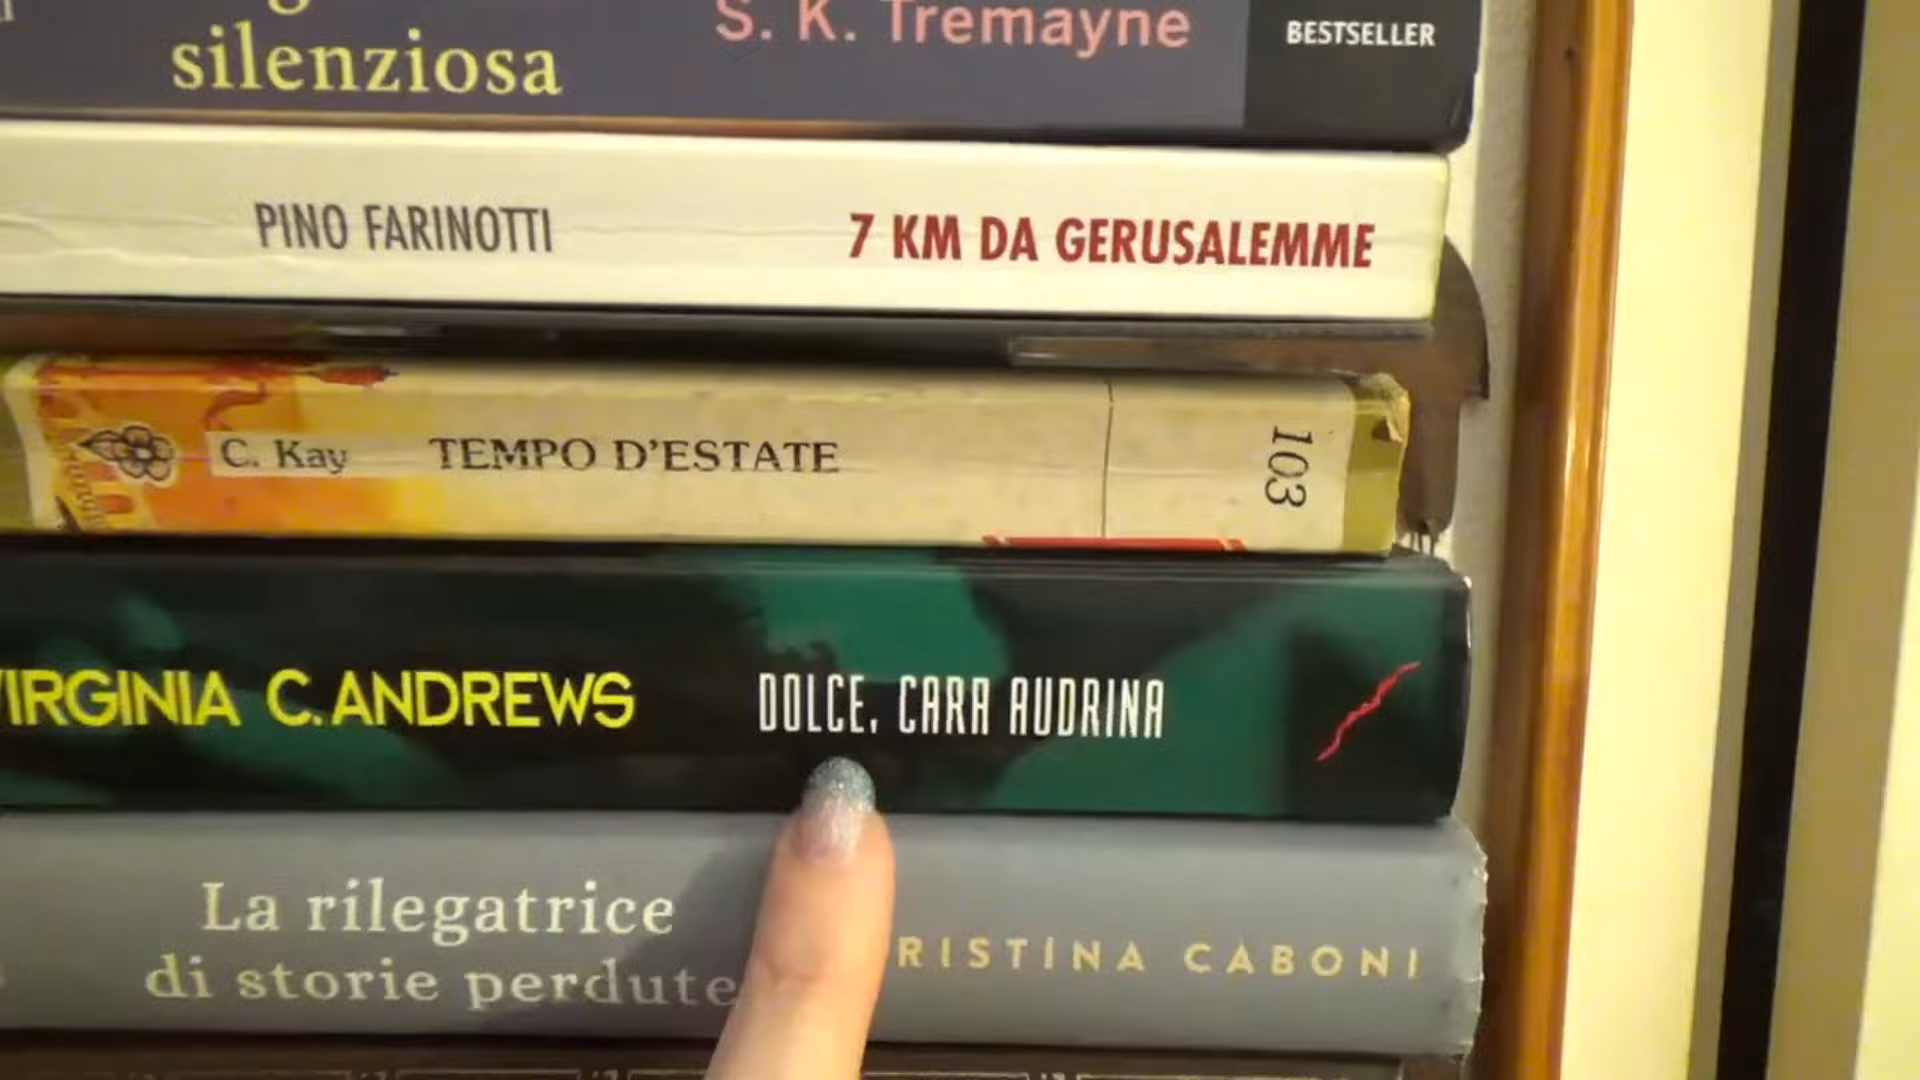 silenziosa
S. K. Tremayne
BESTSELLER
PINO FARINOTTI
7 KM DA GERUSALEMME
C. Kay
TEMPO D'ESTATE
103
VIRGINIA C. ANDREWS
DOLCE, CARA AUDRINA
La rilegatrice
di storie perdute
RISTINA CABONI